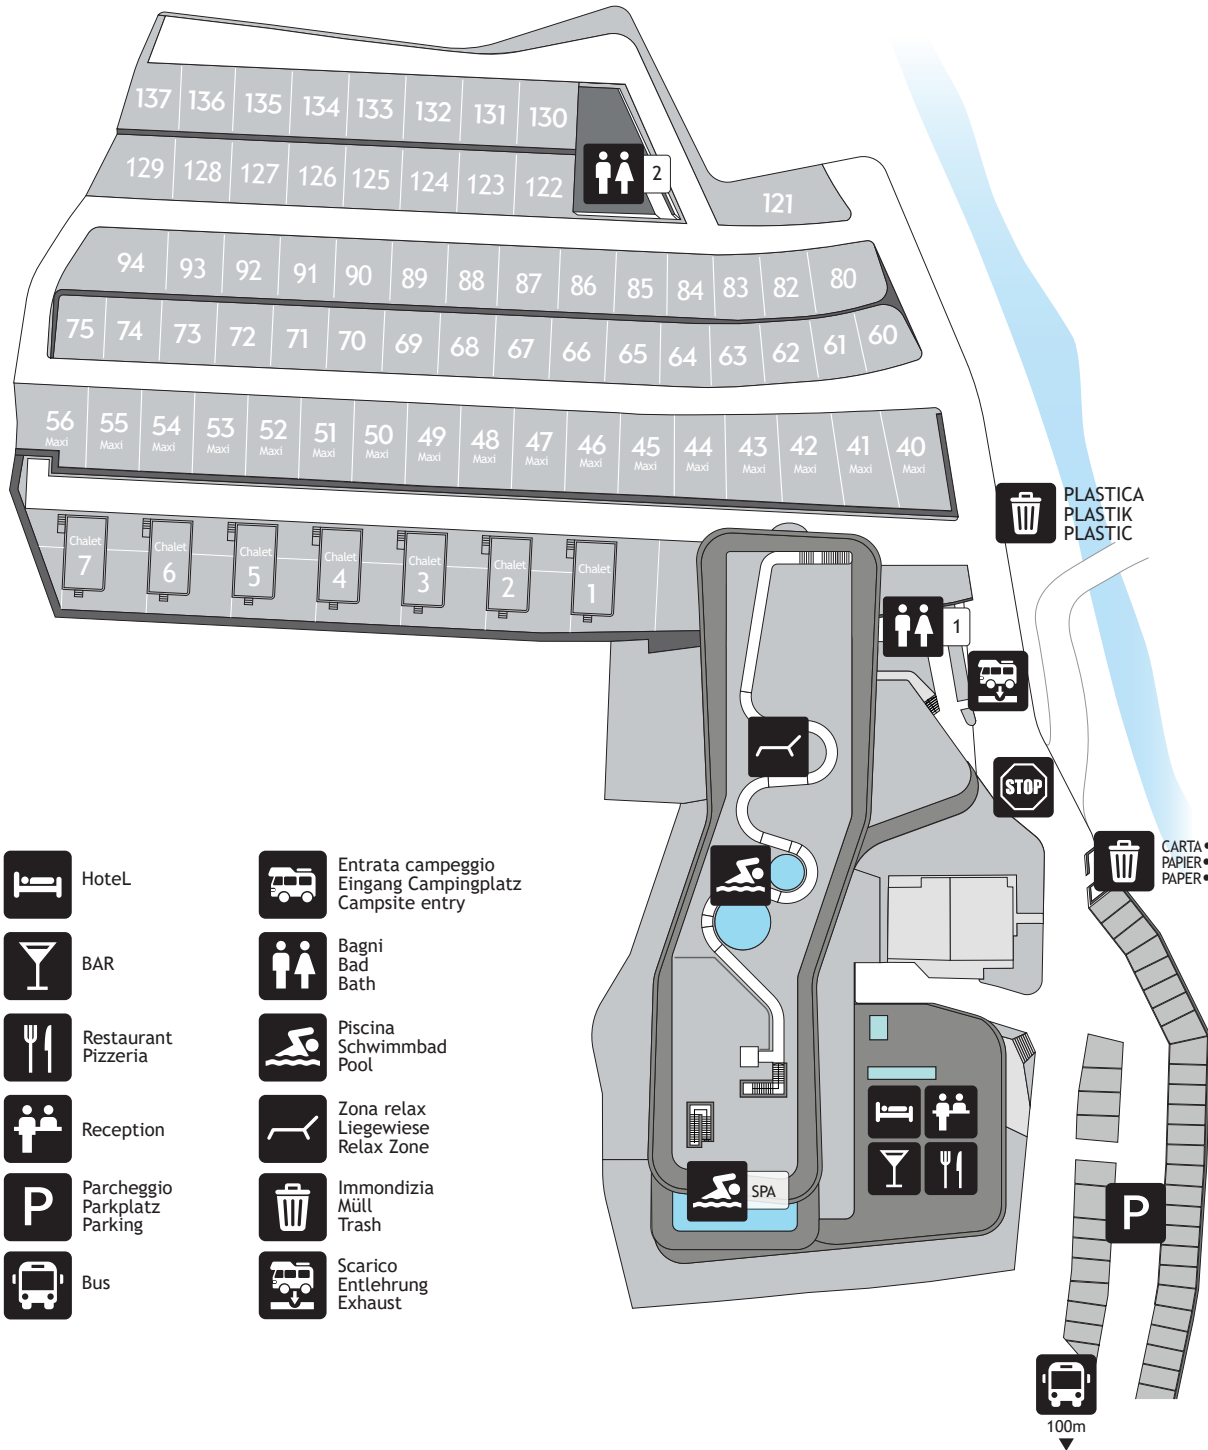 137 136 135 134 133 132 131 130
129 128 127 126 125 124 123 122
2
121
94 93 92 91 90 89 88 87 86 85 84 83 82 80
75 74 73 72 71 70 69 68 67 66 65 64 63 62 61 60
56 55 54 53 52 51 50 49 48 47 46 45 44 43 42 41 40
Maxi Maxi Maxi Maxi Maxi Maxi Maxi Maxi Maxi Maxi Maxi Maxi Maxi Maxi Maxi Maxi Maxi
PLASTICA
PLASTIK
PLASTIC
Chalet Chalet Chalet Chalet Chalet Chalet Chalet
7 6 5 4 3 2 1
1
STOP
CARTA •
PAPIER •
PAPER •
HoteL
BAR
Restaurant
Pizzeria
Reception
P
Parcheggio
Parkplatz
Parking
Bus
Entrata campeggio
Eingang Campingplatz
Campsite entry
Bagni
Bad
Bath
Piscina
Schwimmbad
Pool
Zona relax
Liegewiese
Relax Zone
Immondizia
Müll
Trash
Scarico
Entlehrung
Exhaust
SPA
P
100m